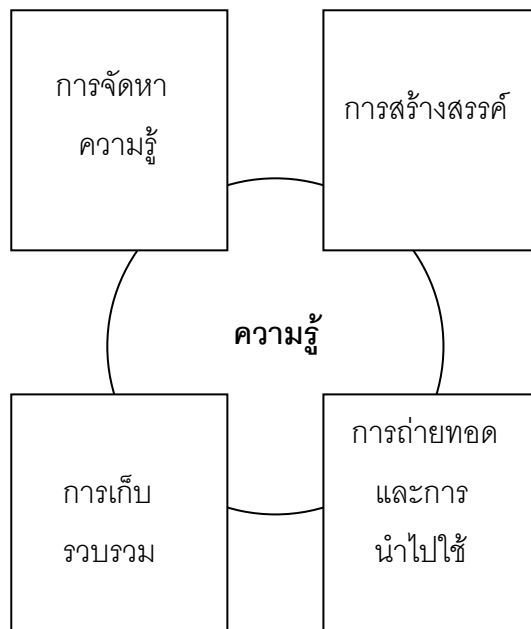 การจัดหา
ความรู้
การสร้างสรรค์
ความรู้
การเก็บ
รวบรวม
การถ่ายทอด
และการ
นำไปใช้